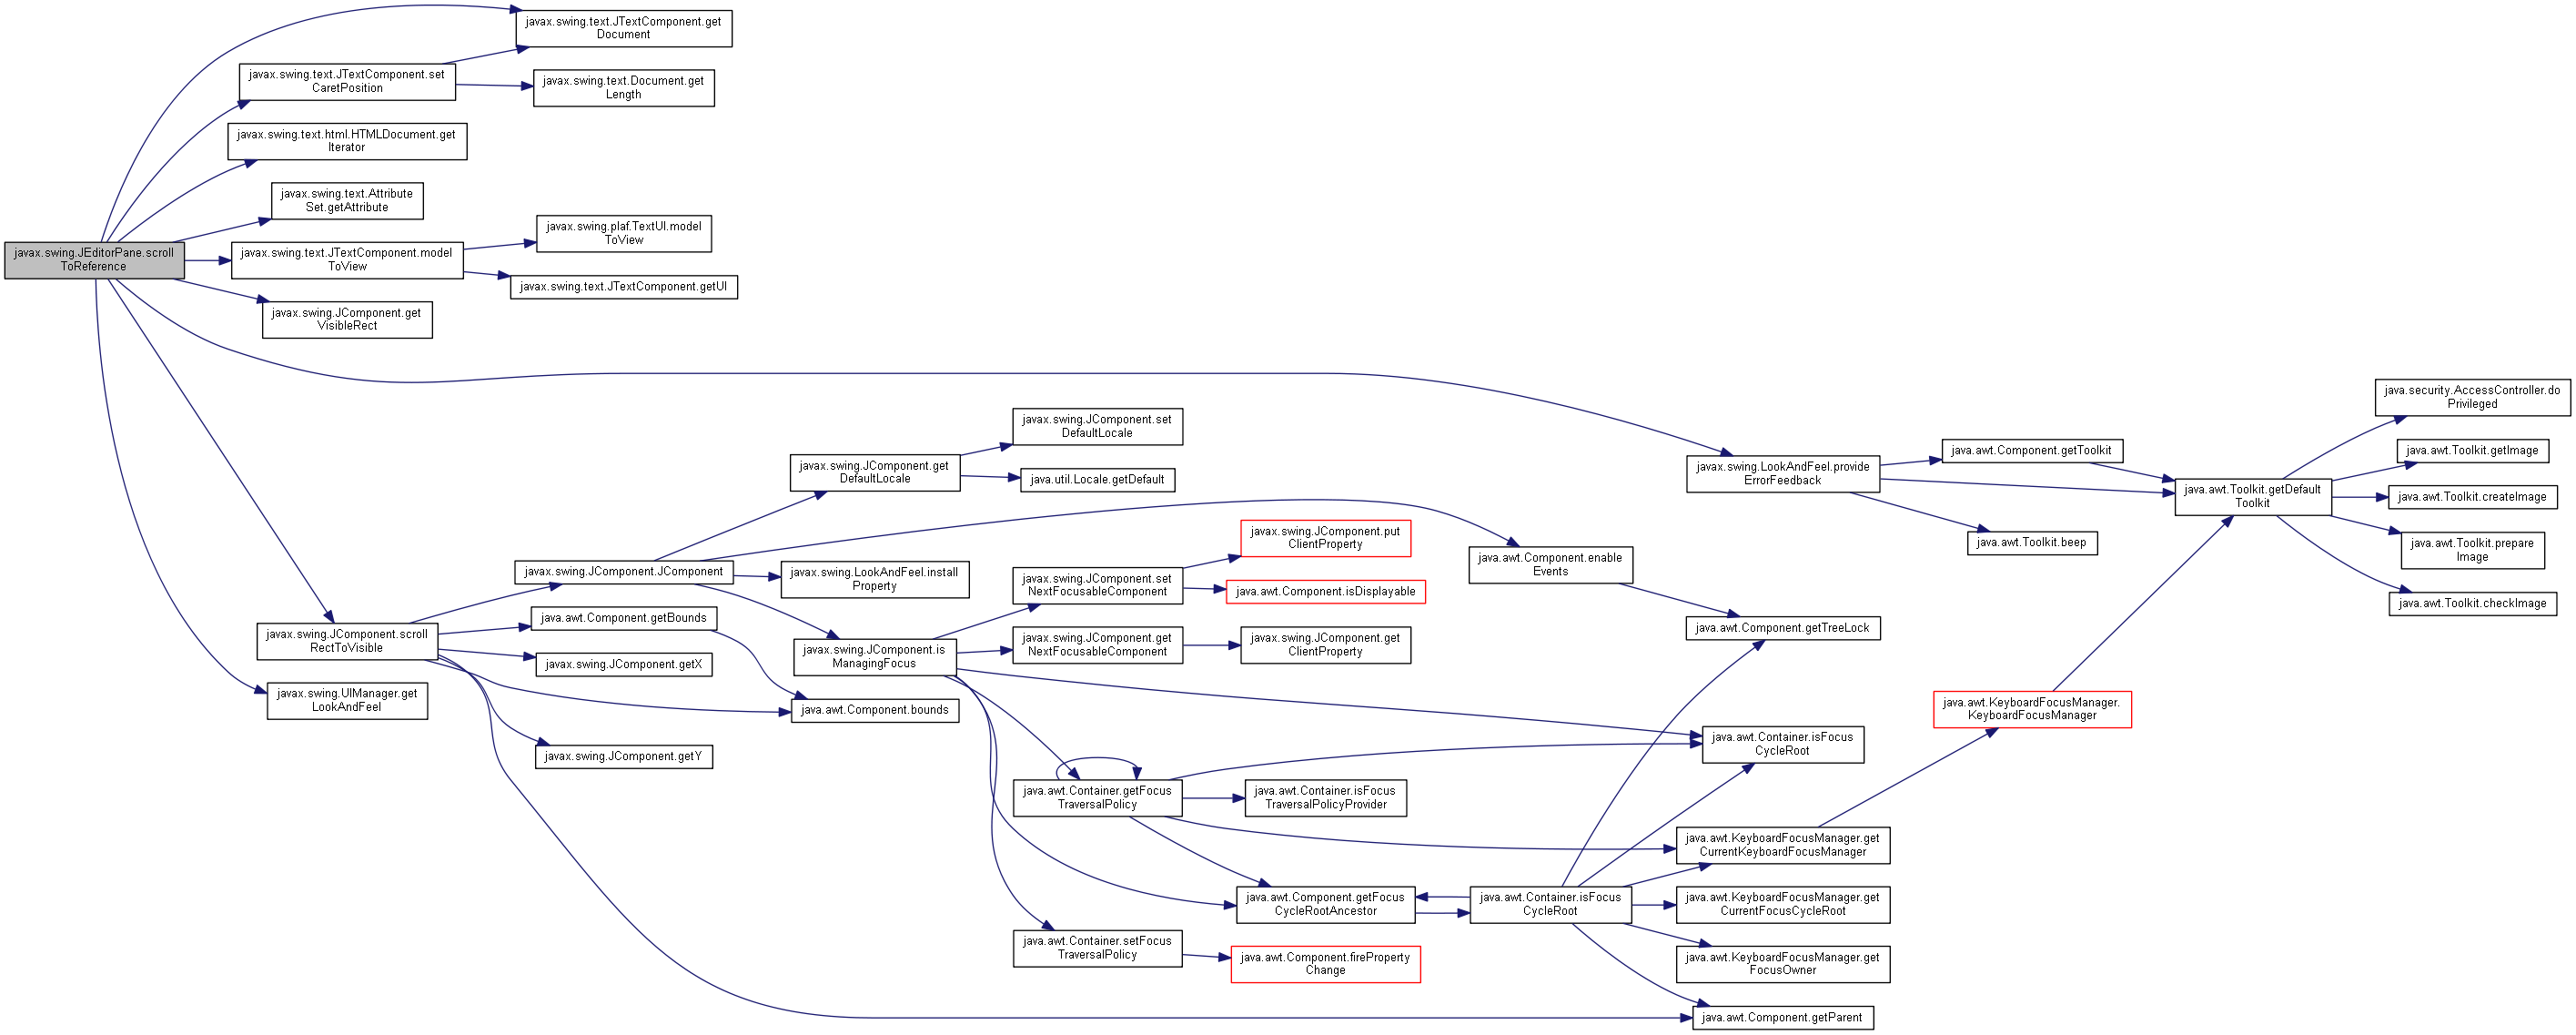 javax.swing.JEditorPane.scroll
ToReference
javax.swing.text.JTextComponent.get
Document
javax.swing.text.JTextComponent.set
CaretPosition
javax.swing.text.Document.get
Length
javax.swing.text.html.HTMLDocument.get
Iterator
javax.swing.text.Attribute
Set.getAttribute
javax.swing.text.JTextComponent.model
ToView
javax.swing.plaf.TextUI.model
ToView
javax.swing.text.JTextComponent.getUI
javax.swing.JComponent.get
VisibleRect
javax.swing.JComponent.scroll
RectToVisible
javax.swing.UIManager.get
LookAndFeel
javax.swing.JComponent.JComponent
java.awt.Component.getBounds
javax.swing.JComponent.getX
javax.swing.JComponent.getY
javax.swing.JComponent.get
DefaultLocale
javax.swing.LookAndFeel.install
Property
javax.swing.JComponent.is
ManagingFocus
java.awt.Component.bounds
javax.swing.JComponent.set
DefaultLocale
java.util.Locale.getDefault
javax.swing.JComponent.set
NextFocusableComponent
javax.swing.JComponent.get
NextFocusableComponent
java.awt.Container.getFocus
TraversalPolicy
java.awt.Container.setFocus
TraversalPolicy
javax.swing.JComponent.put
ClientProperty
java.awt.Component.isDisplayable
javax.swing.JComponent.get
ClientProperty
java.awt.Container.isFocus
TraversalPolicyProvider
java.awt.Component.getFocus
CycleRootAncestor
java.awt.Component.fireProperty
Change
java.awt.Component.enable
Events
java.awt.Container.isFocus
CycleRoot
javax.swing.LookAndFeel.provide
ErrorFeedback
java.awt.Component.getTreeLock
java.awt.Container.isFocus
CycleRoot
java.awt.KeyboardFocusManager.get
CurrentKeyboardFocusManager
java.awt.KeyboardFocusManager.get
CurrentFocusCycleRoot
java.awt.KeyboardFocusManager.get
FocusOwner
java.awt.Component.getParent
java.awt.Component.getToolkit
java.awt.Toolkit.beep
java.awt.KeyboardFocusManager.
KeyboardFocusManager
java.awt.Toolkit.getDefault
Toolkit
java.security.AccessController.do
Privileged
java.awt.Toolkit.getImage
java.awt.Toolkit.createImage
java.awt.Toolkit.prepare
Image
java.awt.Toolkit.checkImage